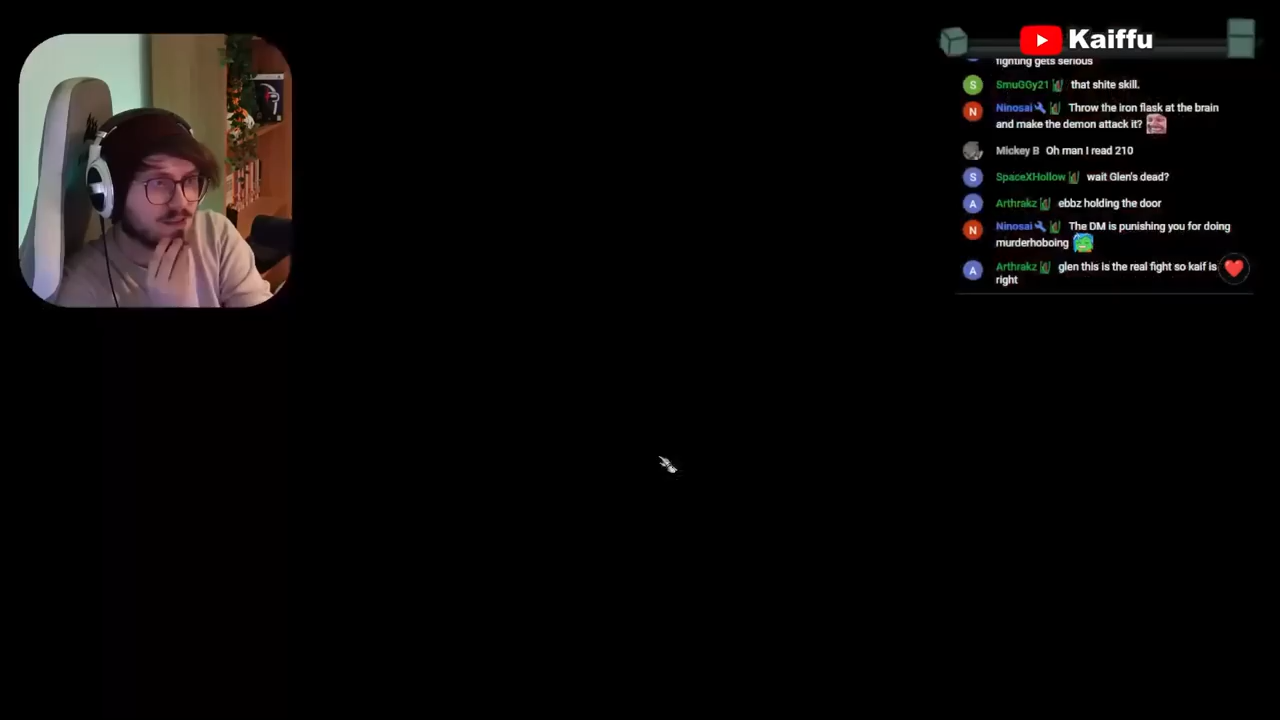 Kaiffu
fighting gets serious
S SmuGGy21 that shite skill.
N Ninosai Throw the iron flask at the brain
and make the demon attack it?
Mickey B Oh man I read 210
S SpaceXHollow wait Glen's dead?
A Arthrakz ebbz holding the door
N Ninosai The DM is punishing you for doing
murderhoboing
A Arthrakz glen this is the real fight so kaif is
right